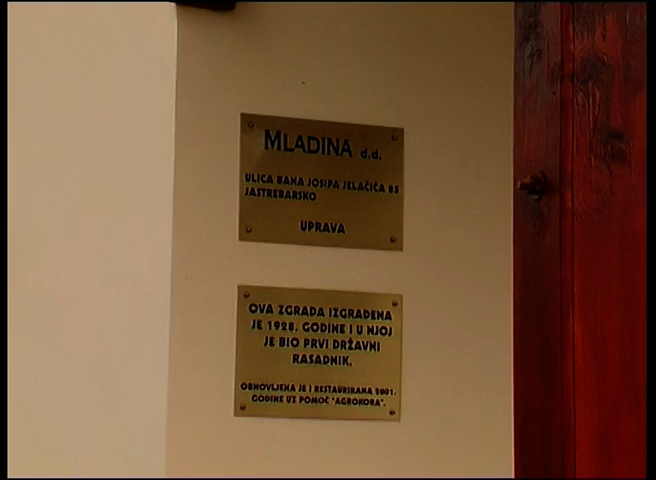 MLADINA d.d.
ULICA BANA JOSIPA JELAČIĆA 85
JASTREBARSKO
UPRAVA
OVA ZGRADA IZGRAĐENA
JE 1928. GODINE I U NJOJ
JE BIO PRVI DRŽAVNI
RASADNIK.
OBNOVLJENA JE I RESTAURIRANA 2001.
GODINE UZ POMOĆ "AGROKORA".